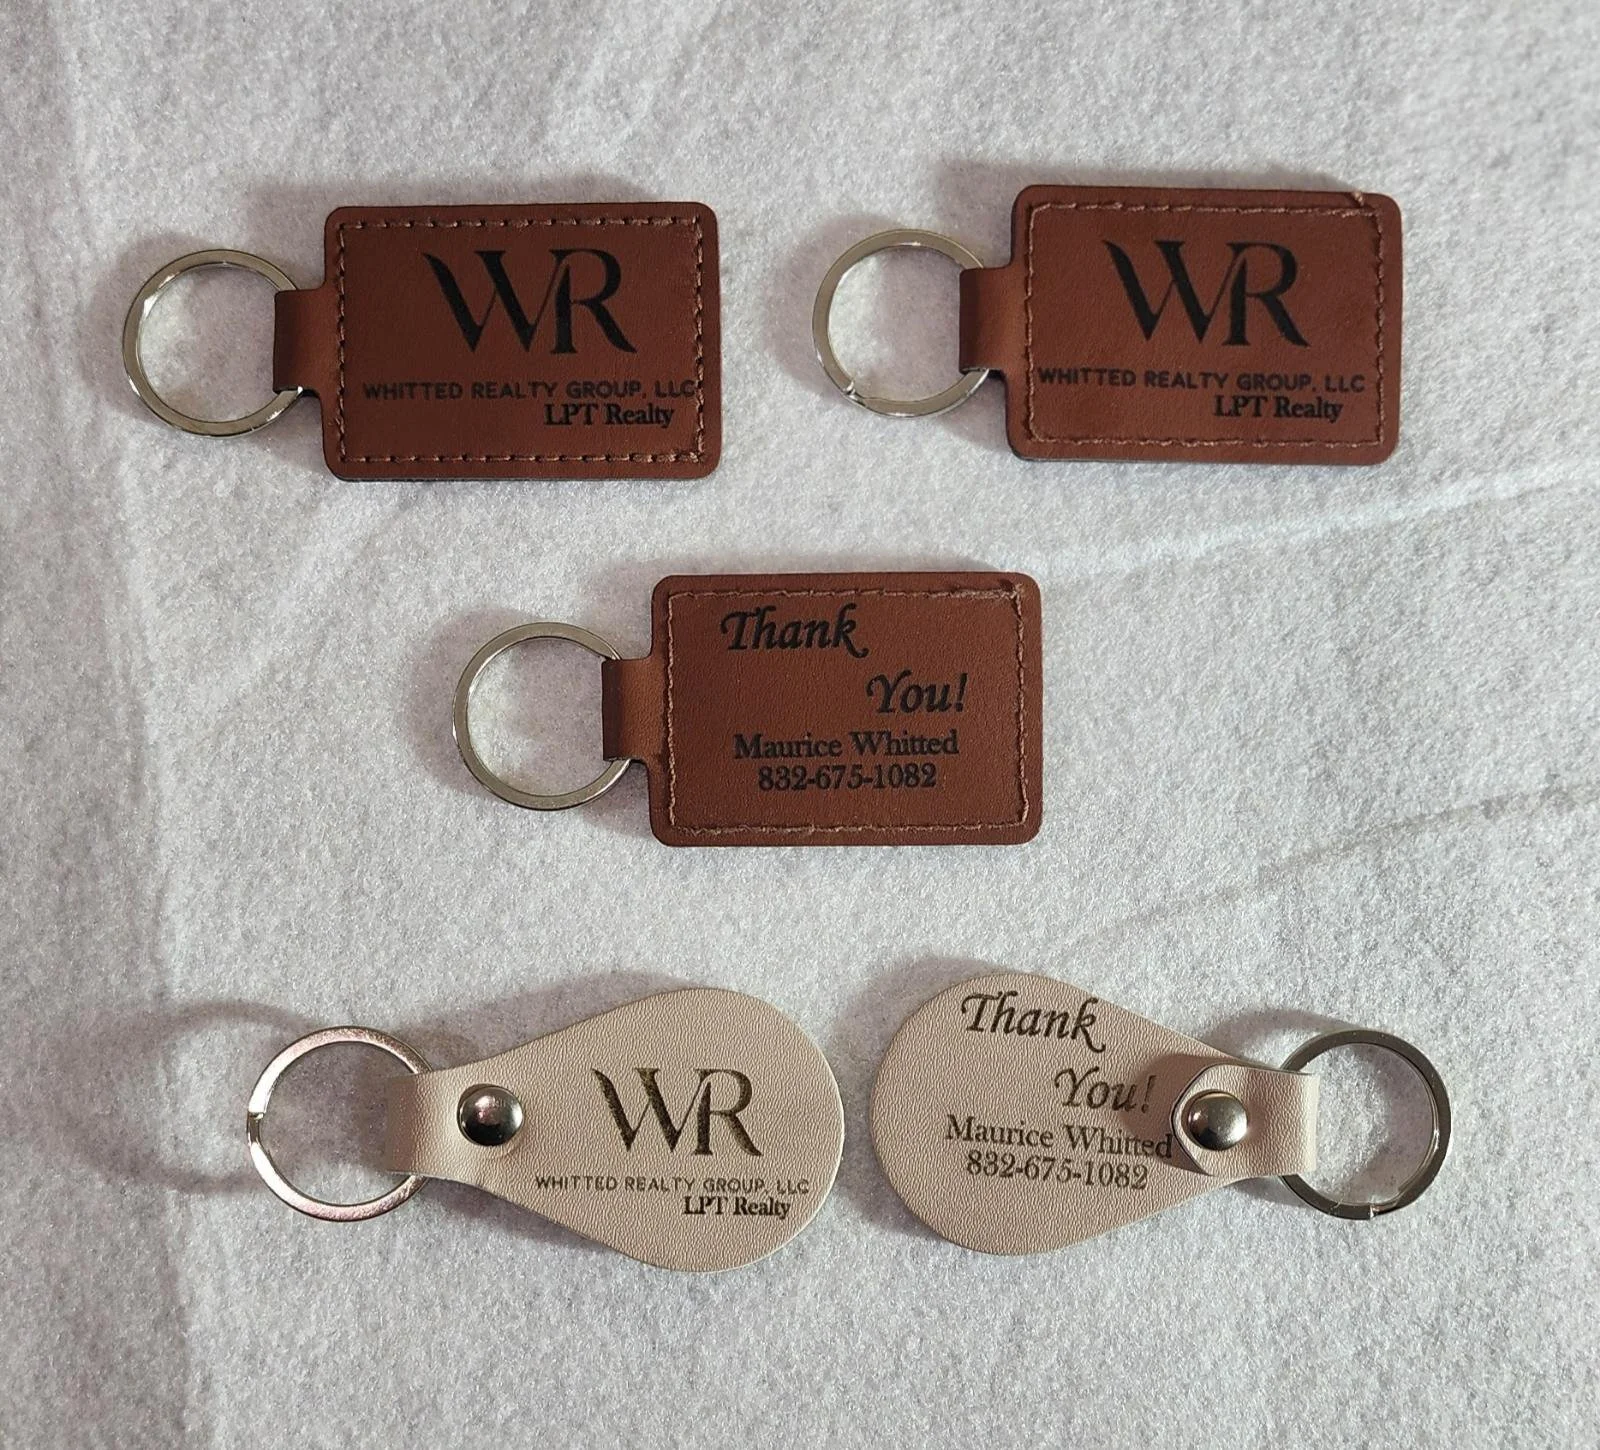 WR
WHITTED REALTY GROUP, LLC
LPT Realty
WR
WHITTED REALTY GROUP, LLC
LPT Realty
Thank
You!
Maurice Whitted
832-675-1082
WR
WHITTED REALTY GROUP, LLC
LPT Realty
Thank
You!
Maurice Whitted
832-675-1082